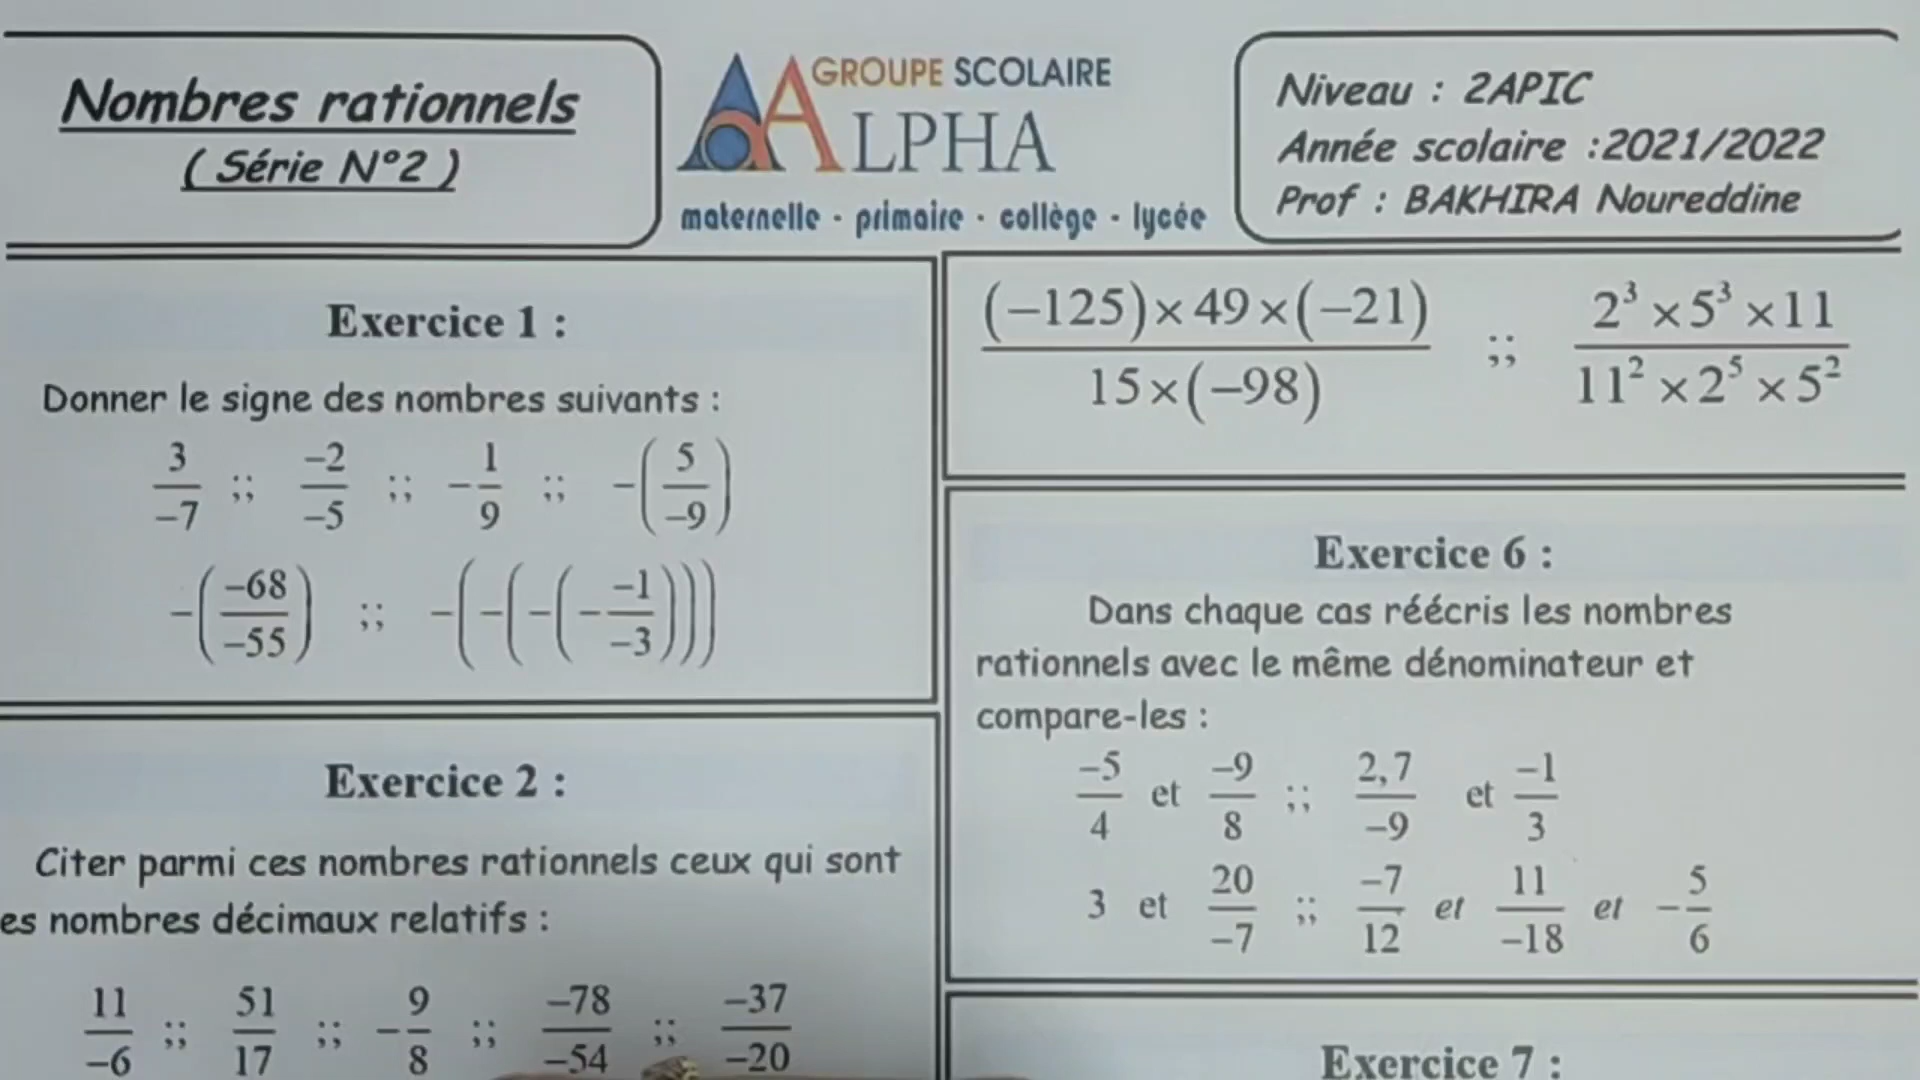 Nombres rationnels
( Série N°2 )
GROUPE SCOLAIRE
ALPHA
maternelle - primaire - collège - lycée
Niveau : 2APIC
Année scolaire :2021/2022
Prof : BAKHIRA Noureddine
Exercice 1 :
Donner le signe des nombres suivants :
3/-7 ;; -2/-5 ;; -1/9 ;; -(5/-9)
-(-68/-55) ;; -(-(-(- -1/-3)))
Exercice 2 :
Citer parmi ces nombres rationnels ceux qui sont
es nombres décimaux relatifs :
11/-6 ;; 51/17 ;; -9/8 ;; -78/-54 ;; -37/-20
(-125)×49×(-21) / 15×(-98) ;; 2³×5³×11 / 11²×2⁵×5²
Exercice 6 :
Dans chaque cas réécris les nombres
rationnels avec le même dénominateur et
compare-les :
-5/4 et -9/8 ;; 2,7/-9 et -1/3
3 et 20/-7 ;; -7/12 et 11/-18 et -5/6
Exercice 7 :